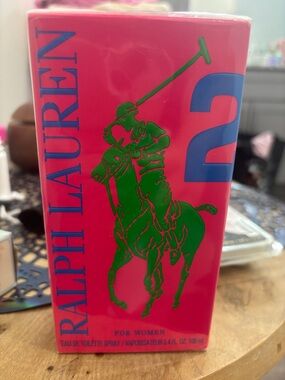 RALPH LAUREN
2
FOR WOMEN
EAU DE TOILETTE SPRAY / VAPORISATEUR 3.4 FL. OZ. 100 ml